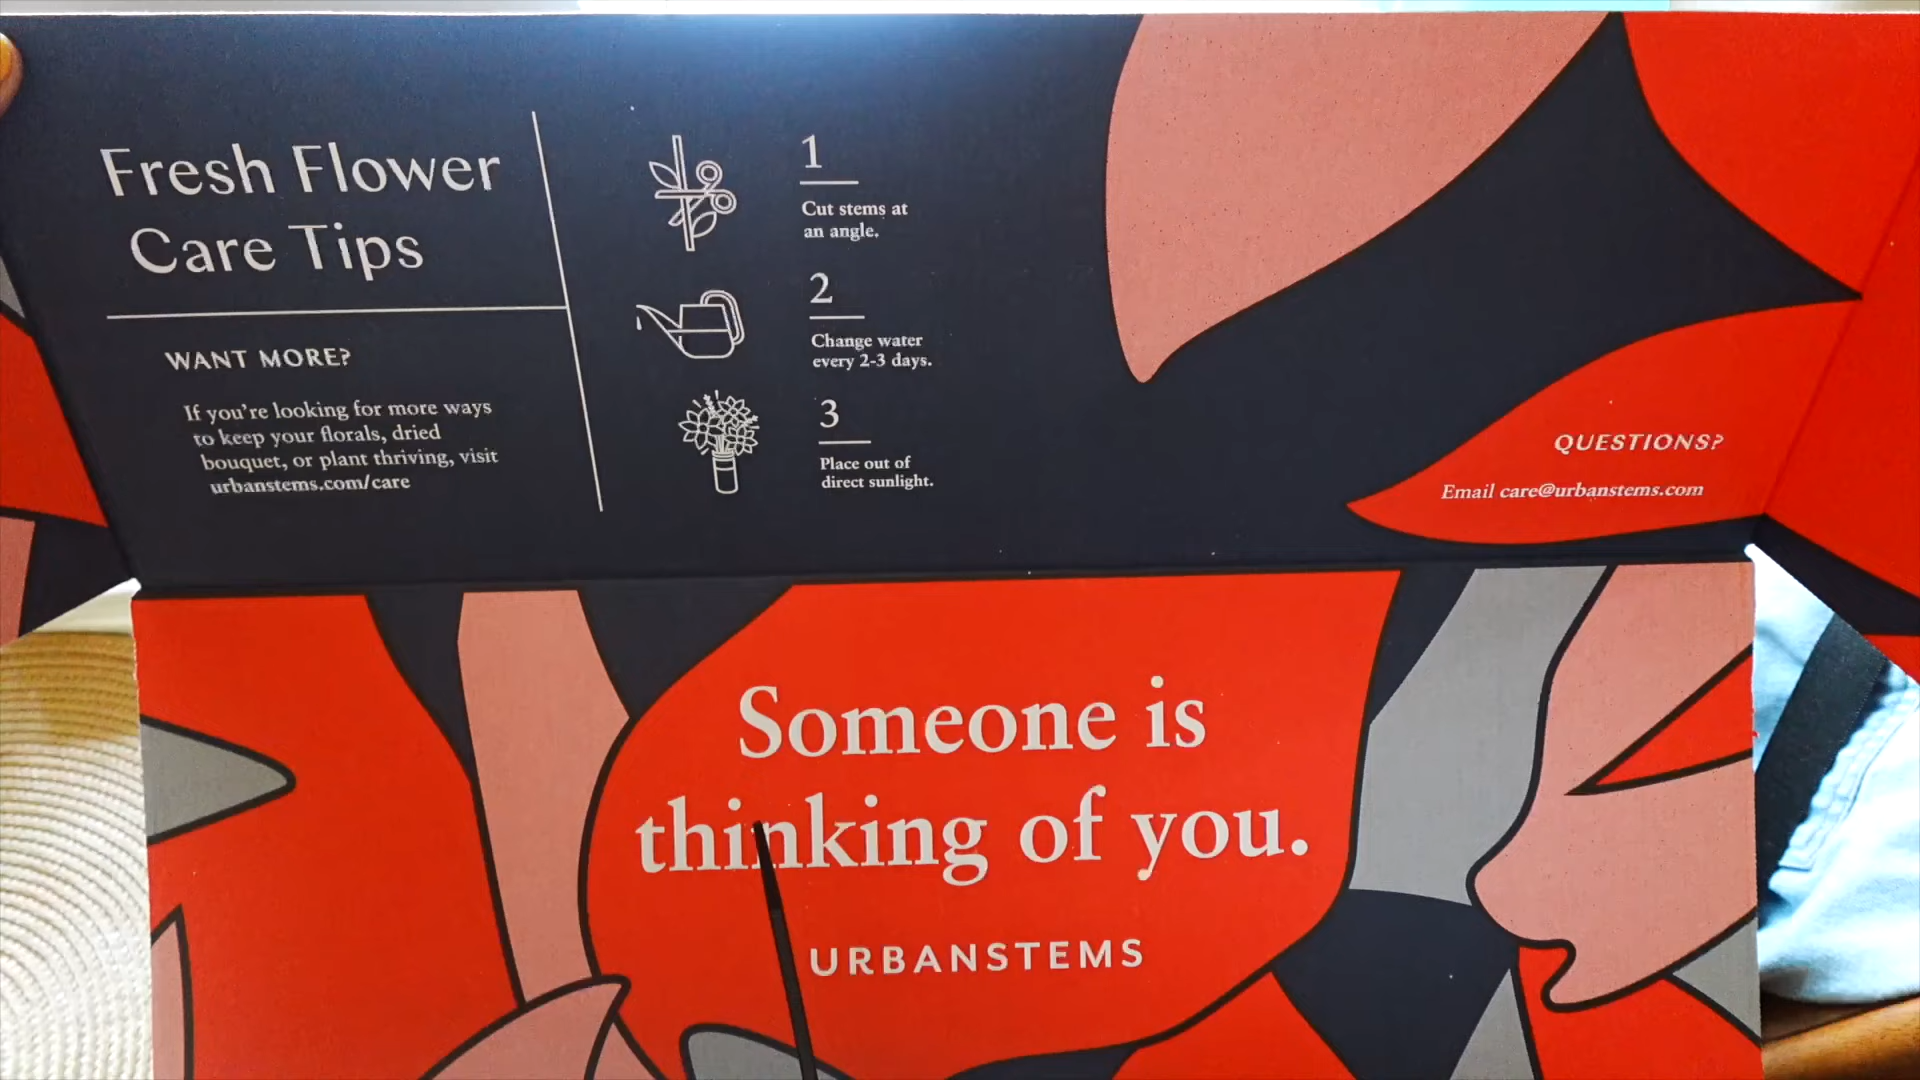 Fresh Flower
Care Tips
WANT MORE?
If you're looking for more ways
to keep your florals, dried
bouquet, or plant thriving, visit
urbanstems.com/care
1
Cut stems at
an angle.
2
Change water
every 2-3 days.
3
Place out of
direct sunlight.
QUESTIONS?
Email care@urbanstems.com
Someone is
thinking of you.
URBANSTEMS